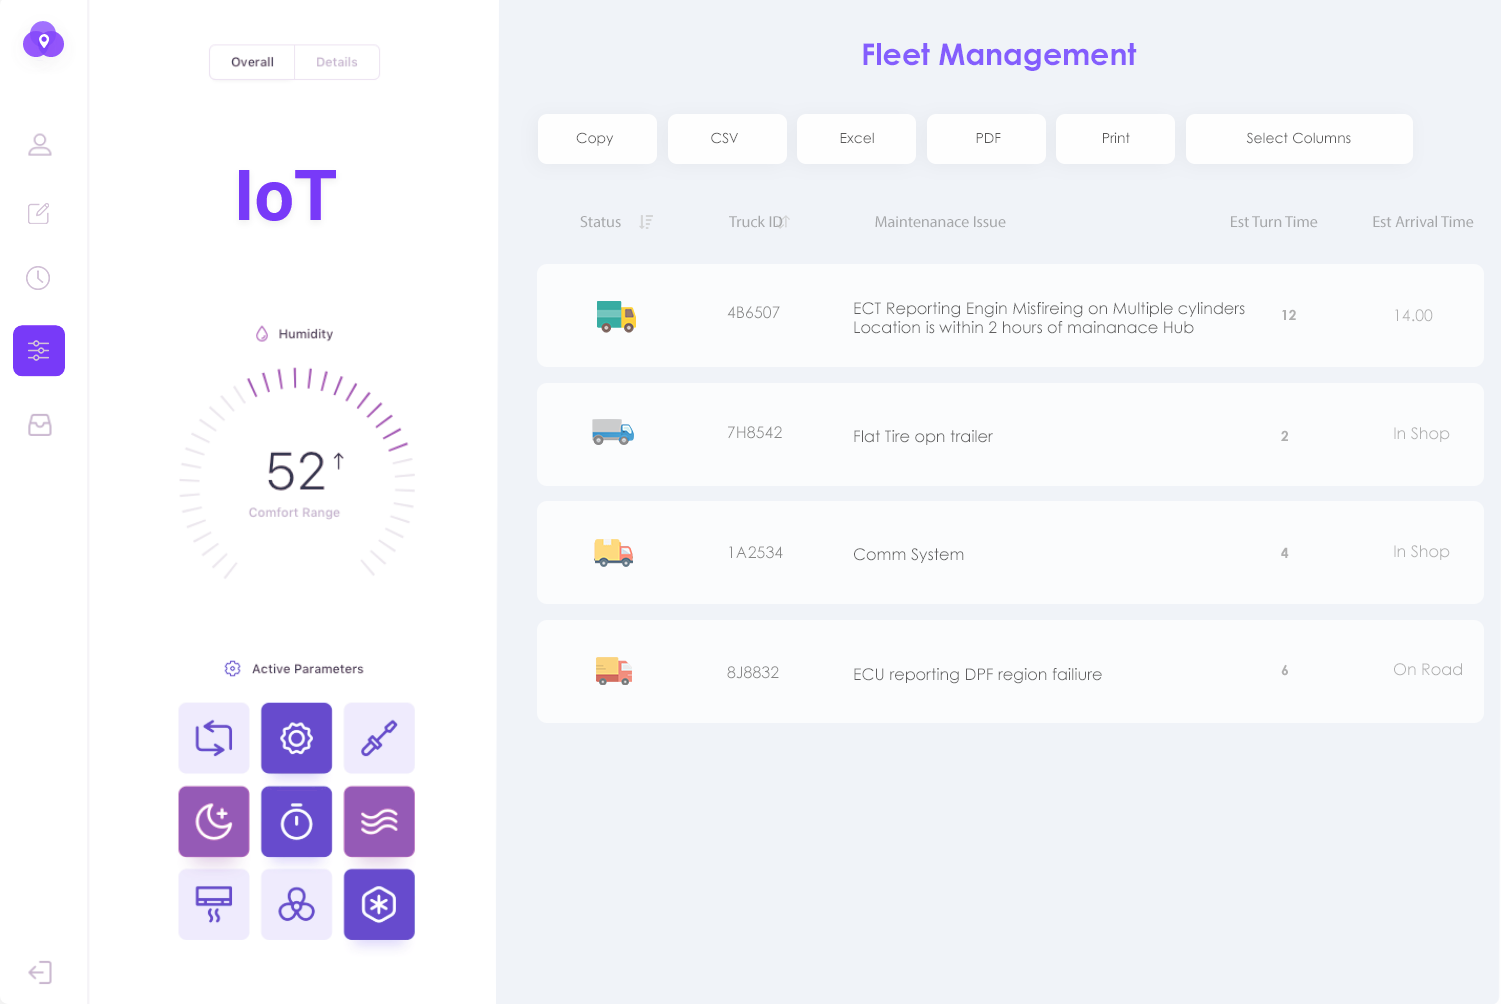 Overall
Details
IoT
Humidity
52
Comfort Range
Active Parameters
Fleet Management
Copy
CSV
Excel
PDF
Print
Select Columns
Status
Truck ID
Maintenanace Issue
Est Turn Time
Est Arrival Time
4B6507
ECT Reporting Engin Misfireing on Multiple cylinders
Location is within 2 hours of mainanace Hub
12
14.00
7H8542
Flat Tire opn trailer
2
In Shop
1A2534
Comm System
4
In Shop
8J8832
ECU reporting DPF region failiure
6
On Road